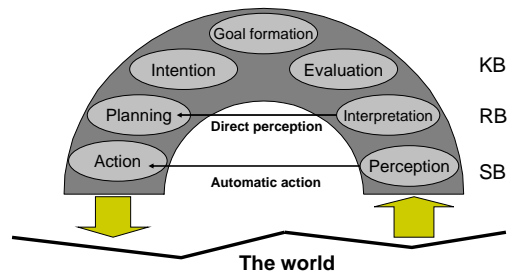 Goal formation
Intention
Evaluation
KB
Planning
Interpretation
RB
Direct perception
Action
Perception
SB
Automatic action
The world